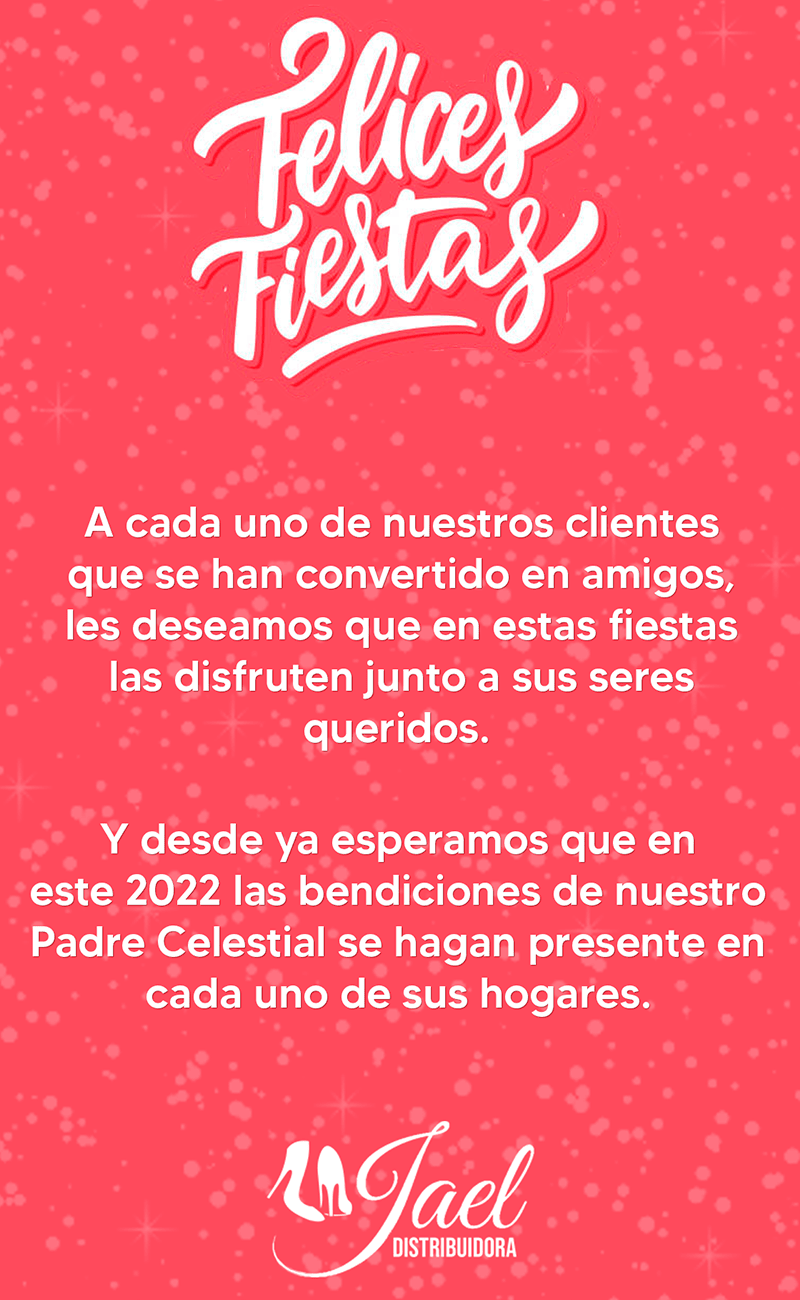 Felices
Fiestas
A cada uno de nuestros clientes
que se han convertido en amigos,
les deseamos que en estas fiestas
las disfruten junto a sus seres
queridos.
Y desde ya esperamos que en
este 2022 las bendiciones de nuestro
Padre Celestial se hagan presente en
cada uno de sus hogares.
Jael
DISTRIBUIDORA